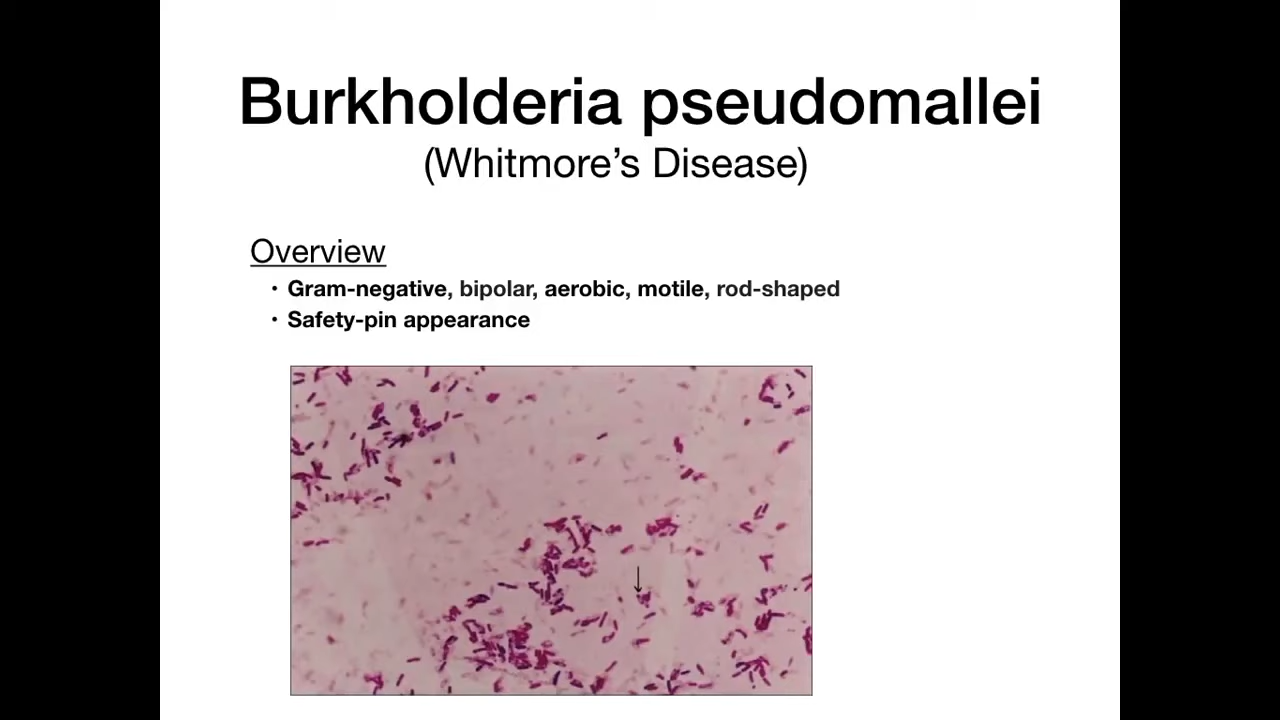 Burkholderia pseudomallei
(Whitmore’s Disease)
Overview
• Gram-negative, bipolar, aerobic, motile, rod-shaped
• Safety-pin appearance